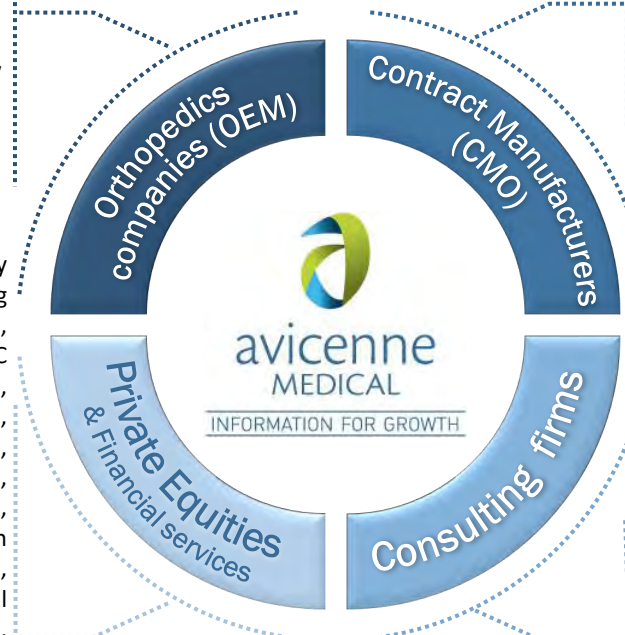 Orthopedics
companies (OEM)
Contract Manufacturers
(CMO)
avicenne
MEDICAL
INFORMATION FOR GROWTH
Private Equities
& Financial services
Consulting firms